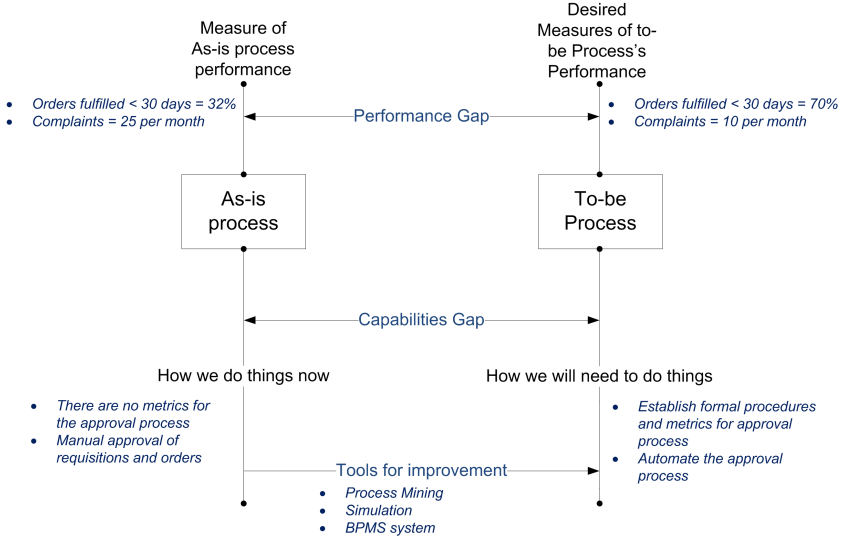 Measure of
As-is process
performance
Desired
Measures of to-
be Process's
Performance
• Orders fulfilled < 30 days = 32%
• Complaints = 25 per month
Performance Gap
• Orders fulfilled < 30 days = 70%
• Complaints = 10 per month
As-is
process
To-be
Process
Capabilities Gap
How we do things now
How we will need to do things
• There are no metrics for
the approval process
• Manual approval of
requisitions and orders
• Establish formal procedures
and metrics for approval
process
• Automate the approval
process
Tools for improvement
• Process Mining
• Simulation
• BPMS system